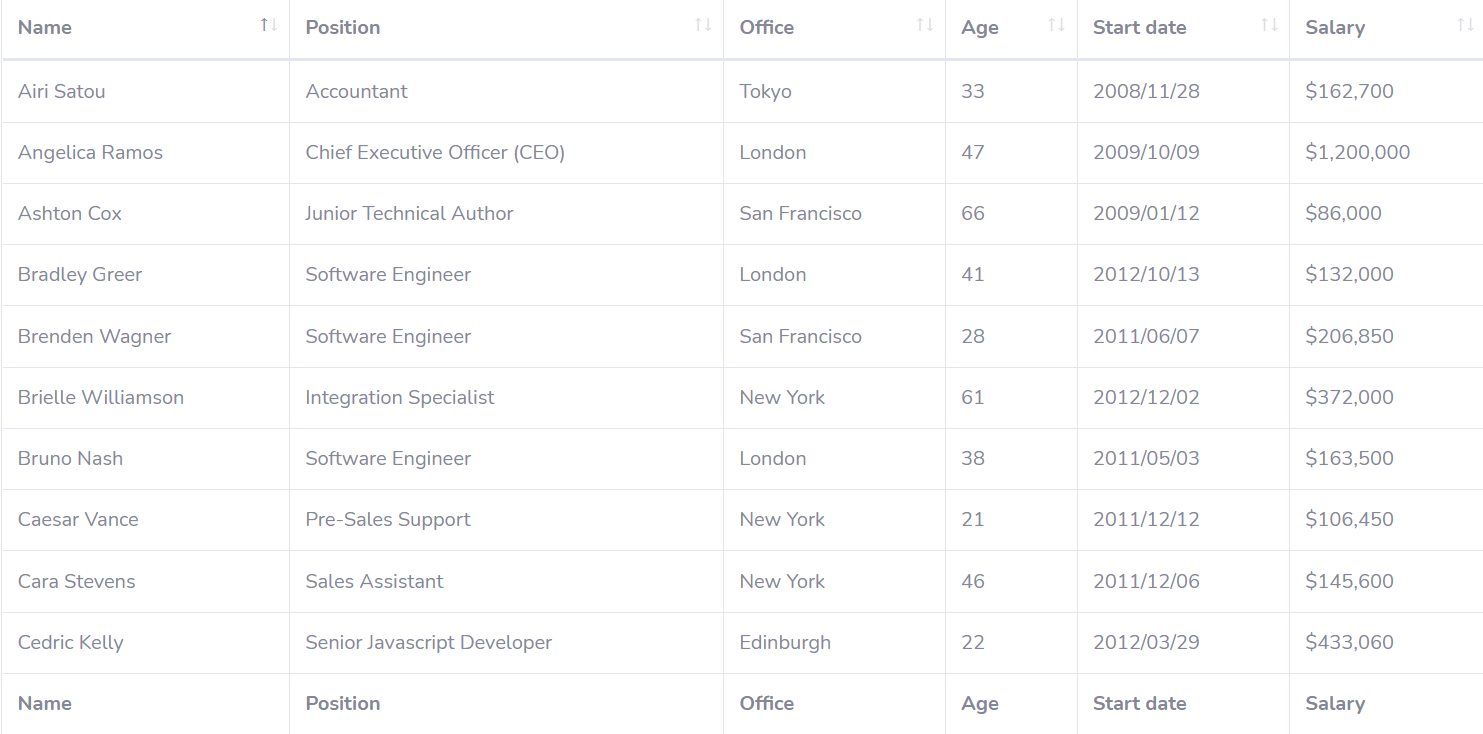 Name Position Office Age Start date Salary
Airi Satou Accountant Tokyo 33 2008/11/28 $162,700
Angelica Ramos Chief Executive Officer (CEO) London 47 2009/10/09 $1,200,000
Ashton Cox Junior Technical Author San Francisco 66 2009/01/12 $86,000
Bradley Greer Software Engineer London 41 2012/10/13 $132,000
Brenden Wagner Software Engineer San Francisco 28 2011/06/07 $206,850
Brielle Williamson Integration Specialist New York 61 2012/12/02 $372,000
Bruno Nash Software Engineer London 38 2011/05/03 $163,500
Caesar Vance Pre-Sales Support New York 21 2011/12/12 $106,450
Cara Stevens Sales Assistant New York 46 2011/12/06 $145,600
Cedric Kelly Senior Javascript Developer Edinburgh 22 2012/03/29 $433,060
Name Position Office Age Start date Salary